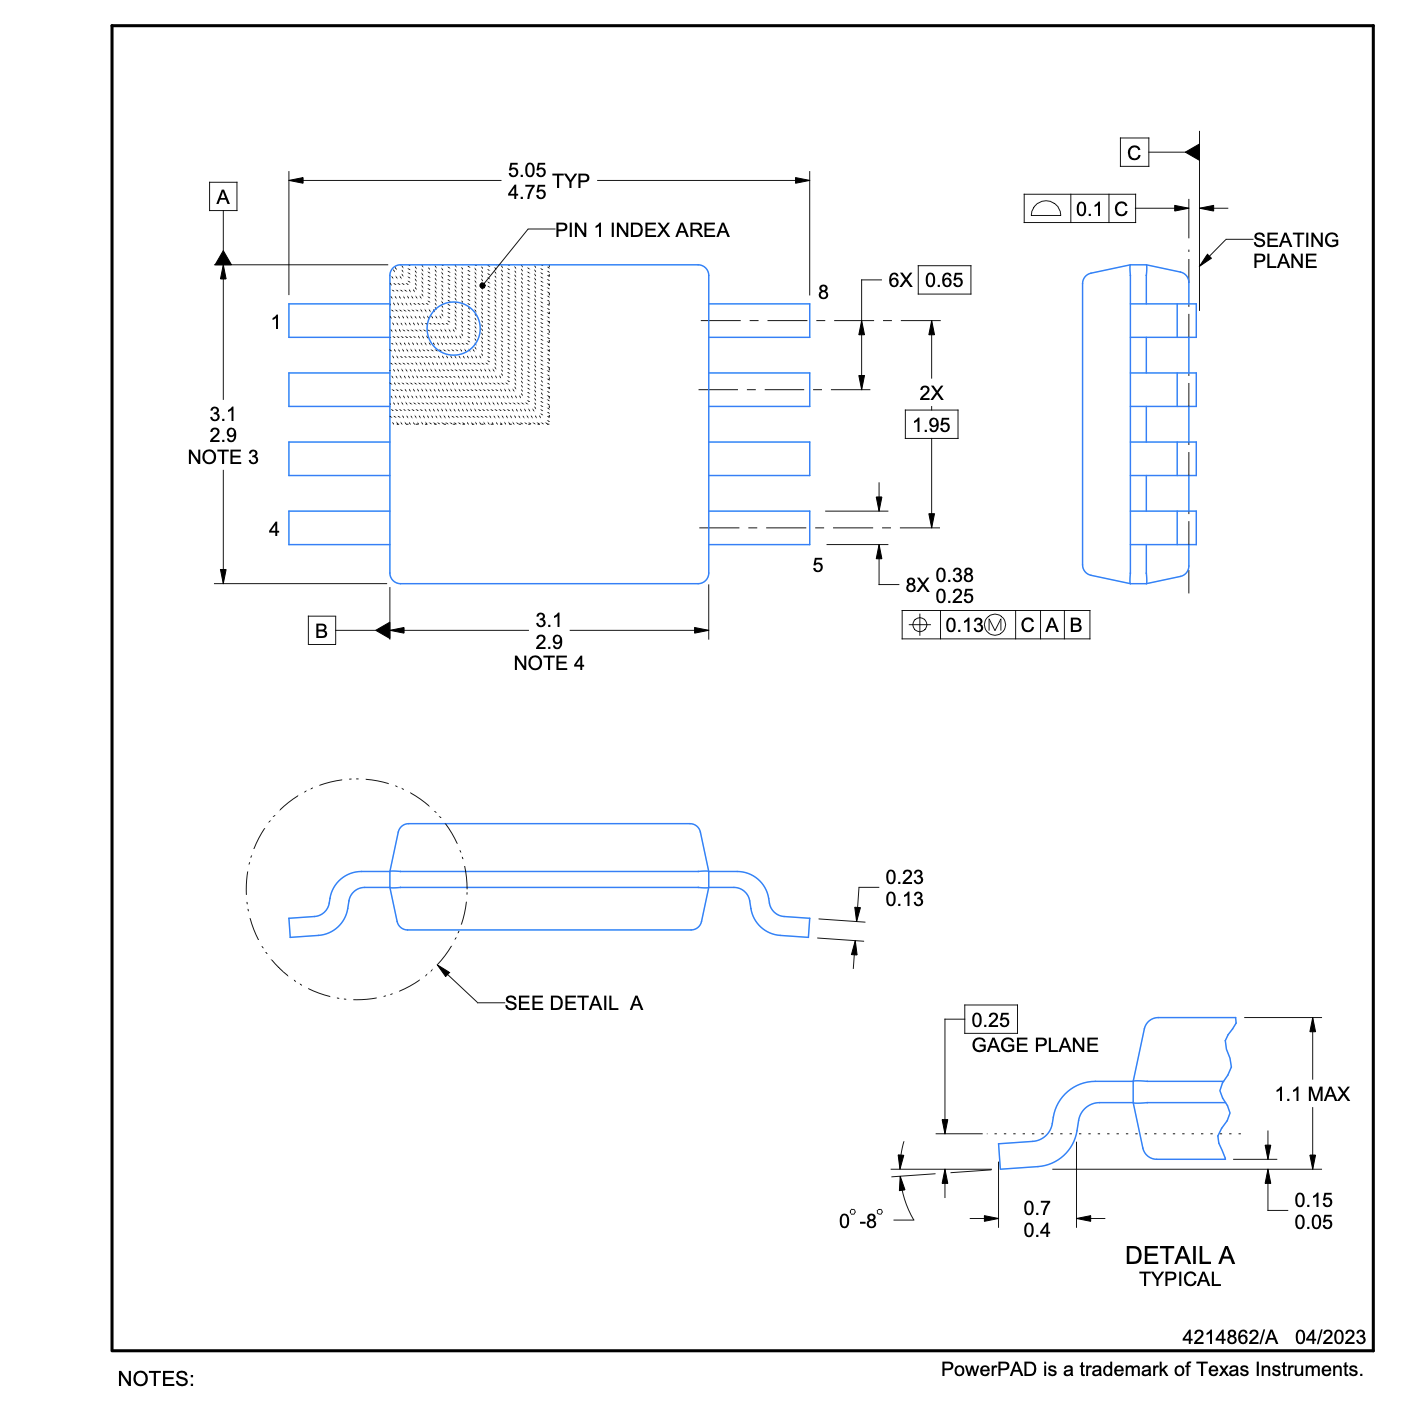 C
5.05
4.75
TYP
A
0.1 C
PIN 1 INDEX AREA
SEATING
PLANE
6X 0.65
8
1
2X
1.95
3.1
2.9
NOTE 3
4
5
8X 0.38
0.25
0.13Ⓜ C A B
B
3.1
2.9
NOTE 4
0.23
0.13
SEE DETAIL A
0.25
GAGE PLANE
1.1 MAX
0°-8°
0.7
0.4
0.15
0.05
DETAIL A
TYPICAL
4214862/A 04/2023
PowerPAD is a trademark of Texas Instruments.
NOTES: